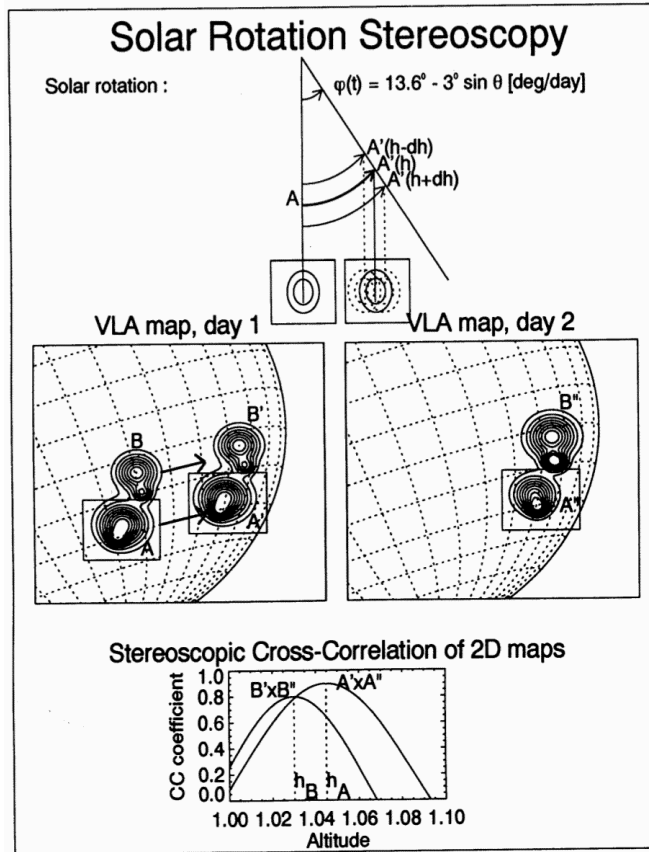 Solar Rotation Stereoscopy
Solar rotation :
φ(t) = 13.6° - 3° sin θ [deg/day]
A'(h-dh)
A'(h)
A'(h+dh)
A
VLA map, day 1
VLA map, day 2
B'
B
A
A
B"
A"
Stereoscopic Cross-Correlation of 2D maps
CC coefficient
1.0
0.8
0.6
0.4
0.2
0.0
B'xB"
A'xA"
hB
hA
1.00 1.02 1.04 1.06 1.08 1.10
Altitude